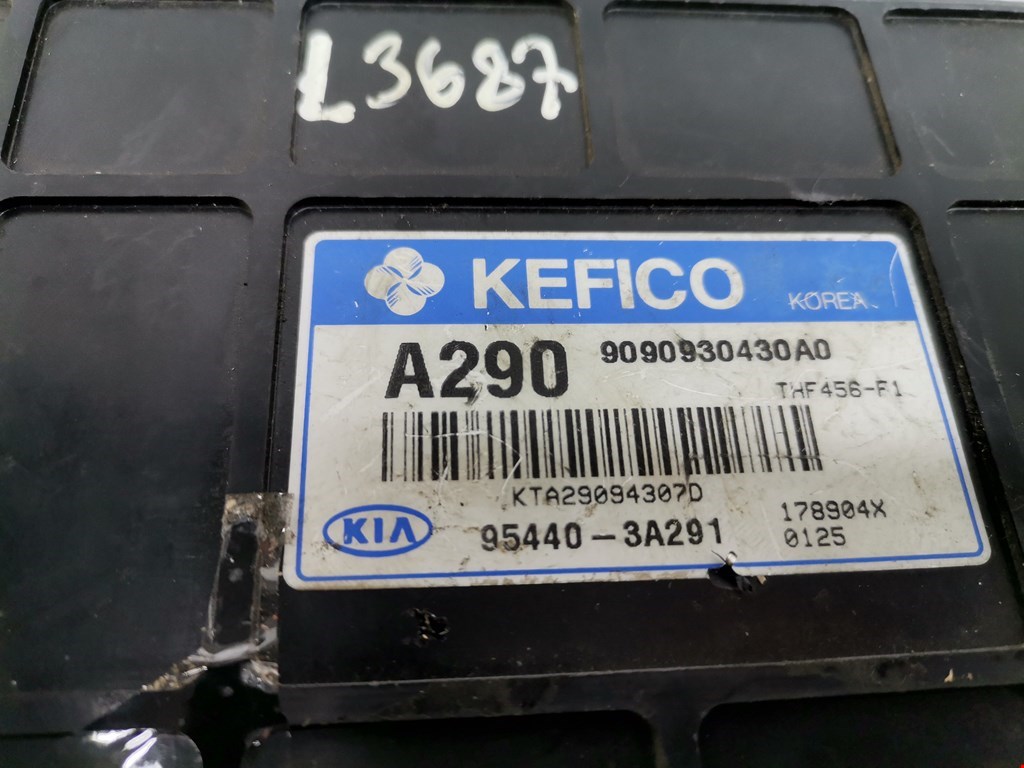 L3687
KEFICO KOREA
A290 9090930430A0
THF456-F1
KTA29094307D
KIA 95440-3A291 178904X
0125